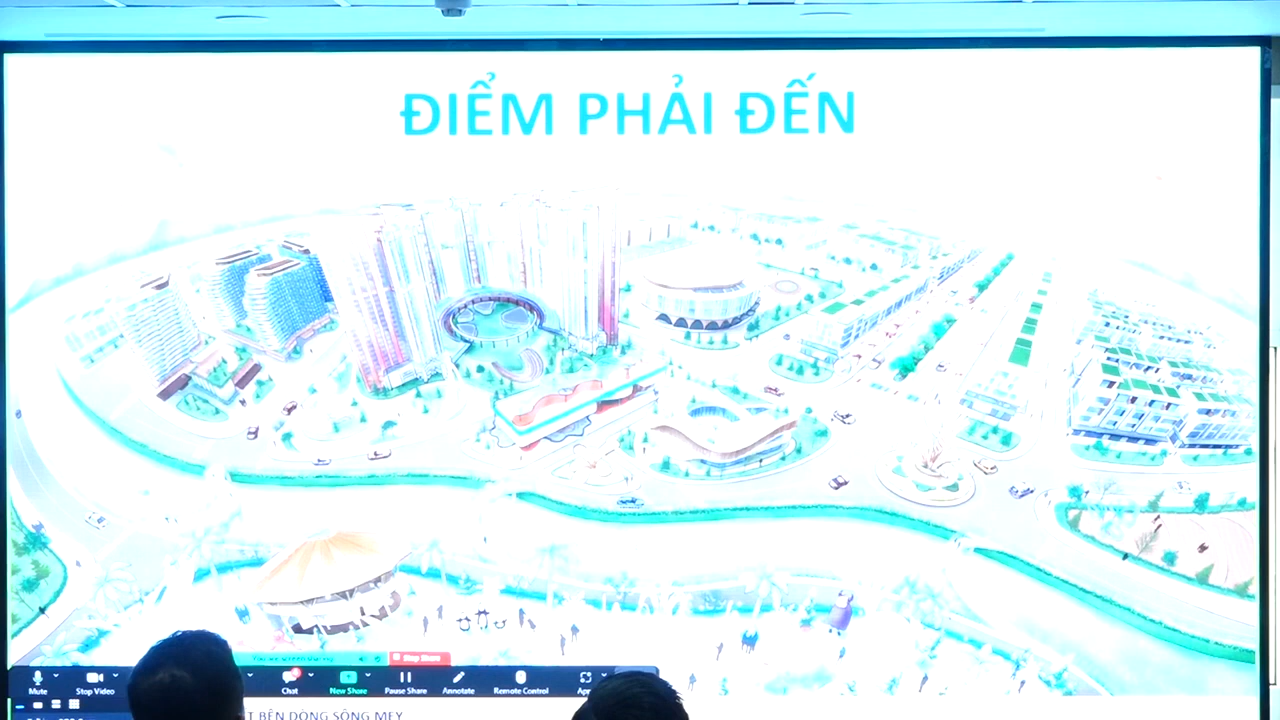 ĐIỂM PHẢI ĐẾN
Stop Share
Mute
Stop Video
Chat
New Share
Pause Share
Annotate
Remote Control
T BÊN DÒNG SÔNG MEY